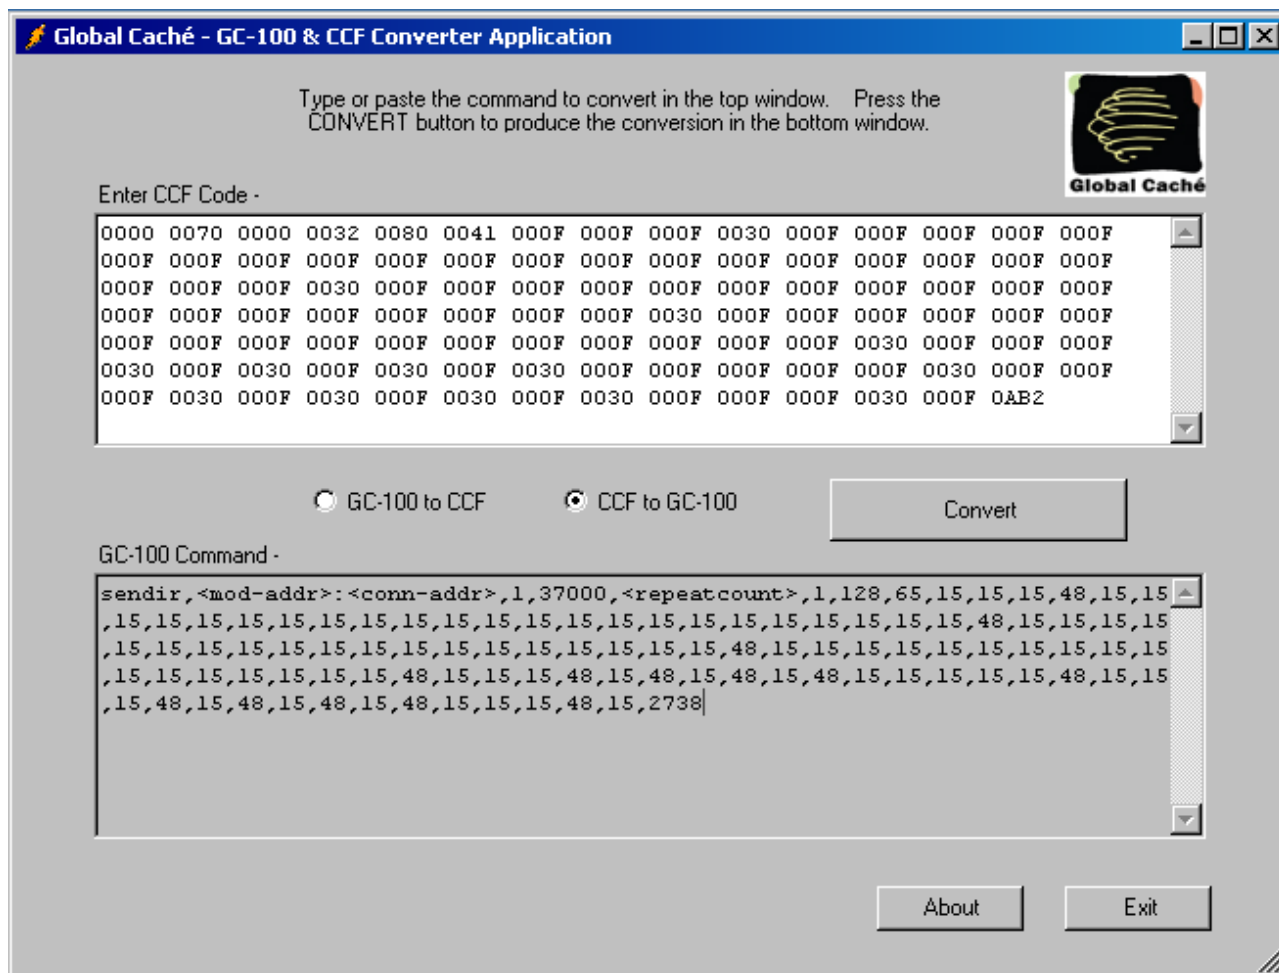 Global Caché - GC-100 & CCF Converter Application
Type or paste the command to convert in the top window.   Press the
CONVERT button to produce the conversion in the bottom window.
Global Caché
Enter CCF Code -
0000 0070 0000 0032 0080 0041 000F 000F 000F 0030 000F 000F 000F 000F 000F
000F 000F 000F 000F 000F 000F 000F 000F 000F 000F 000F 000F 000F 000F 000F
000F 000F 000F 0030 000F 000F 000F 000F 000F 000F 000F 000F 000F 000F 000F
000F 000F 000F 000F 000F 000F 000F 000F 0030 000F 000F 000F 000F 000F 000F
000F 000F 000F 000F 000F 000F 000F 000F 000F 000F 000F 0030 000F 000F 000F
0030 000F 0030 000F 0030 000F 0030 000F 000F 000F 000F 000F 0030 000F 000F
000F 0030 000F 0030 000F 0030 000F 0030 000F 000F 000F 0030 000F 0AB2
GC-100 to CCF
CCF to GC-100
Convert
GC-100 Command -
sendir,<mod-addr>:<conn-addr>,1,37000,<repeatcount>,1,128,65,15,15,15,48,15,15
,15,15,15,15,15,15,15,15,15,15,15,15,15,15,15,15,15,15,15,15,15,48,15,15,15,15
,15,15,15,15,15,15,15,15,15,15,15,15,15,15,15,48,15,15,15,15,15,15,15,15,15,15
,15,15,15,15,15,15,15,48,15,15,15,48,15,48,15,48,15,48,15,15,15,15,15,48,15,15
,15,48,15,48,15,48,15,48,15,15,15,48,15,2738
About
Exit